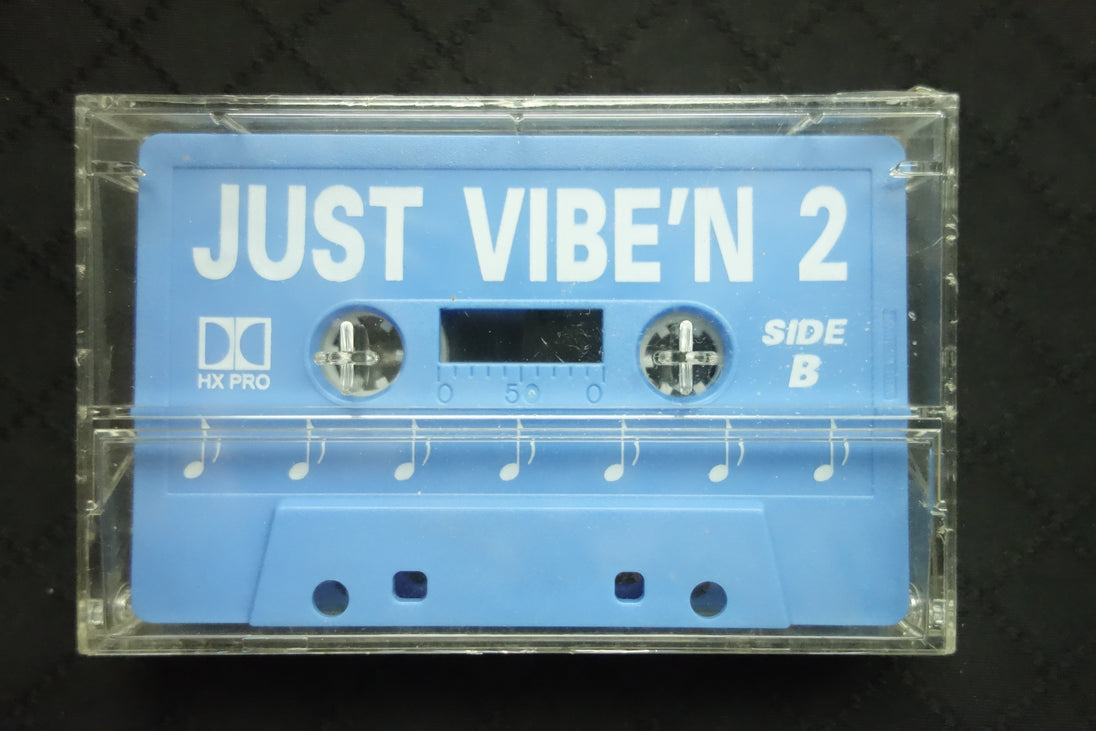 JUST VIBE'N 2
HX PRO
SIDE
B
0 50 0